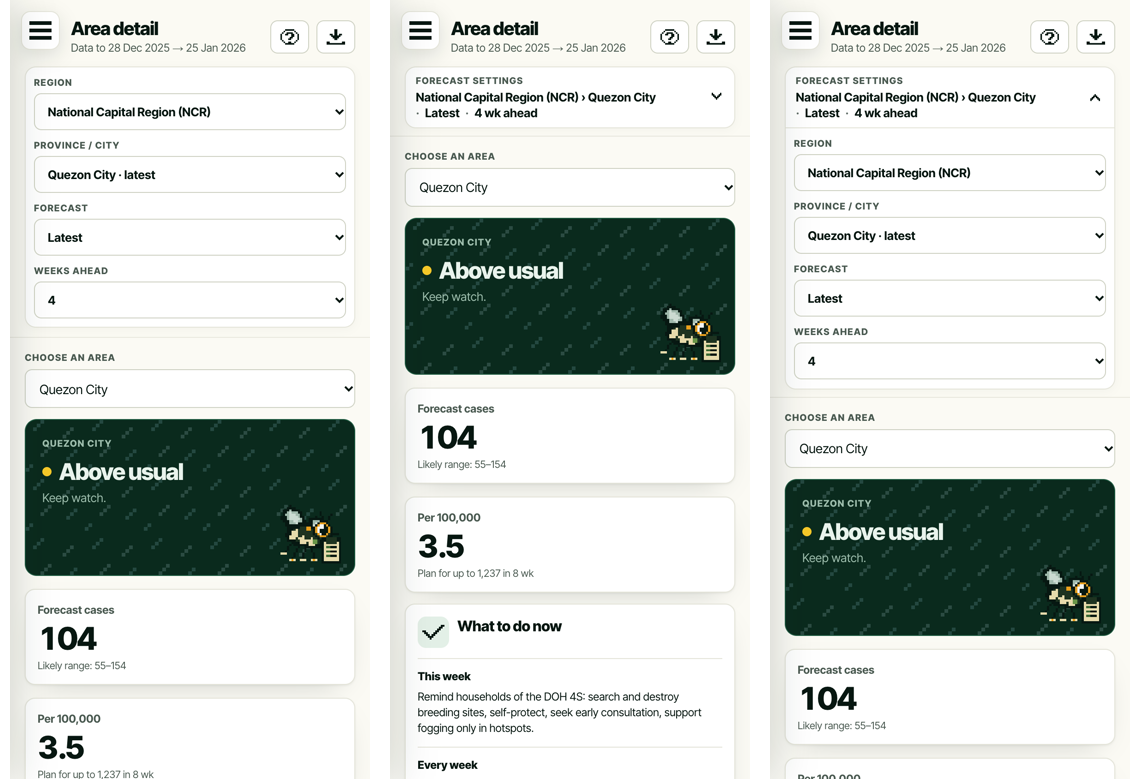 Area detail
Data to 28 Dec 2025 → 25 Jan 2026
REGION
National Capital Region (NCR)
PROVINCE / CITY
Quezon City · latest
FORECAST
Latest
WEEKS AHEAD
4
CHOOSE AN AREA
Quezon City
QUEZON CITY
Above usual
Keep watch.
Forecast cases
104
Likely range: 55–154
Per 100,000
3.5
Plan for up to 1,237 in 8 wk
Area detail
Data to 28 Dec 2025 → 25 Jan 2026
FORECAST SETTINGS
National Capital Region (NCR) › Quezon City
· Latest · 4 wk ahead
CHOOSE AN AREA
Quezon City
QUEZON CITY
Above usual
Keep watch.
Forecast cases
104
Likely range: 55–154
Per 100,000
3.5
Plan for up to 1,237 in 8 wk
What to do now
This week
Remind households of the DOH 4S: search and destroy
breeding sites, self-protect, seek early consultation, support
fogging only in hotspots.
Every week
Area detail
Data to 28 Dec 2025 → 25 Jan 2026
FORECAST SETTINGS
National Capital Region (NCR) › Quezon City
· Latest · 4 wk ahead
REGION
National Capital Region (NCR)
PROVINCE / CITY
Quezon City · latest
FORECAST
Latest
WEEKS AHEAD
4
CHOOSE AN AREA
Quezon City
QUEZON CITY
Above usual
Keep watch.
Forecast cases
104
Likely range: 55–154
Per 100,000